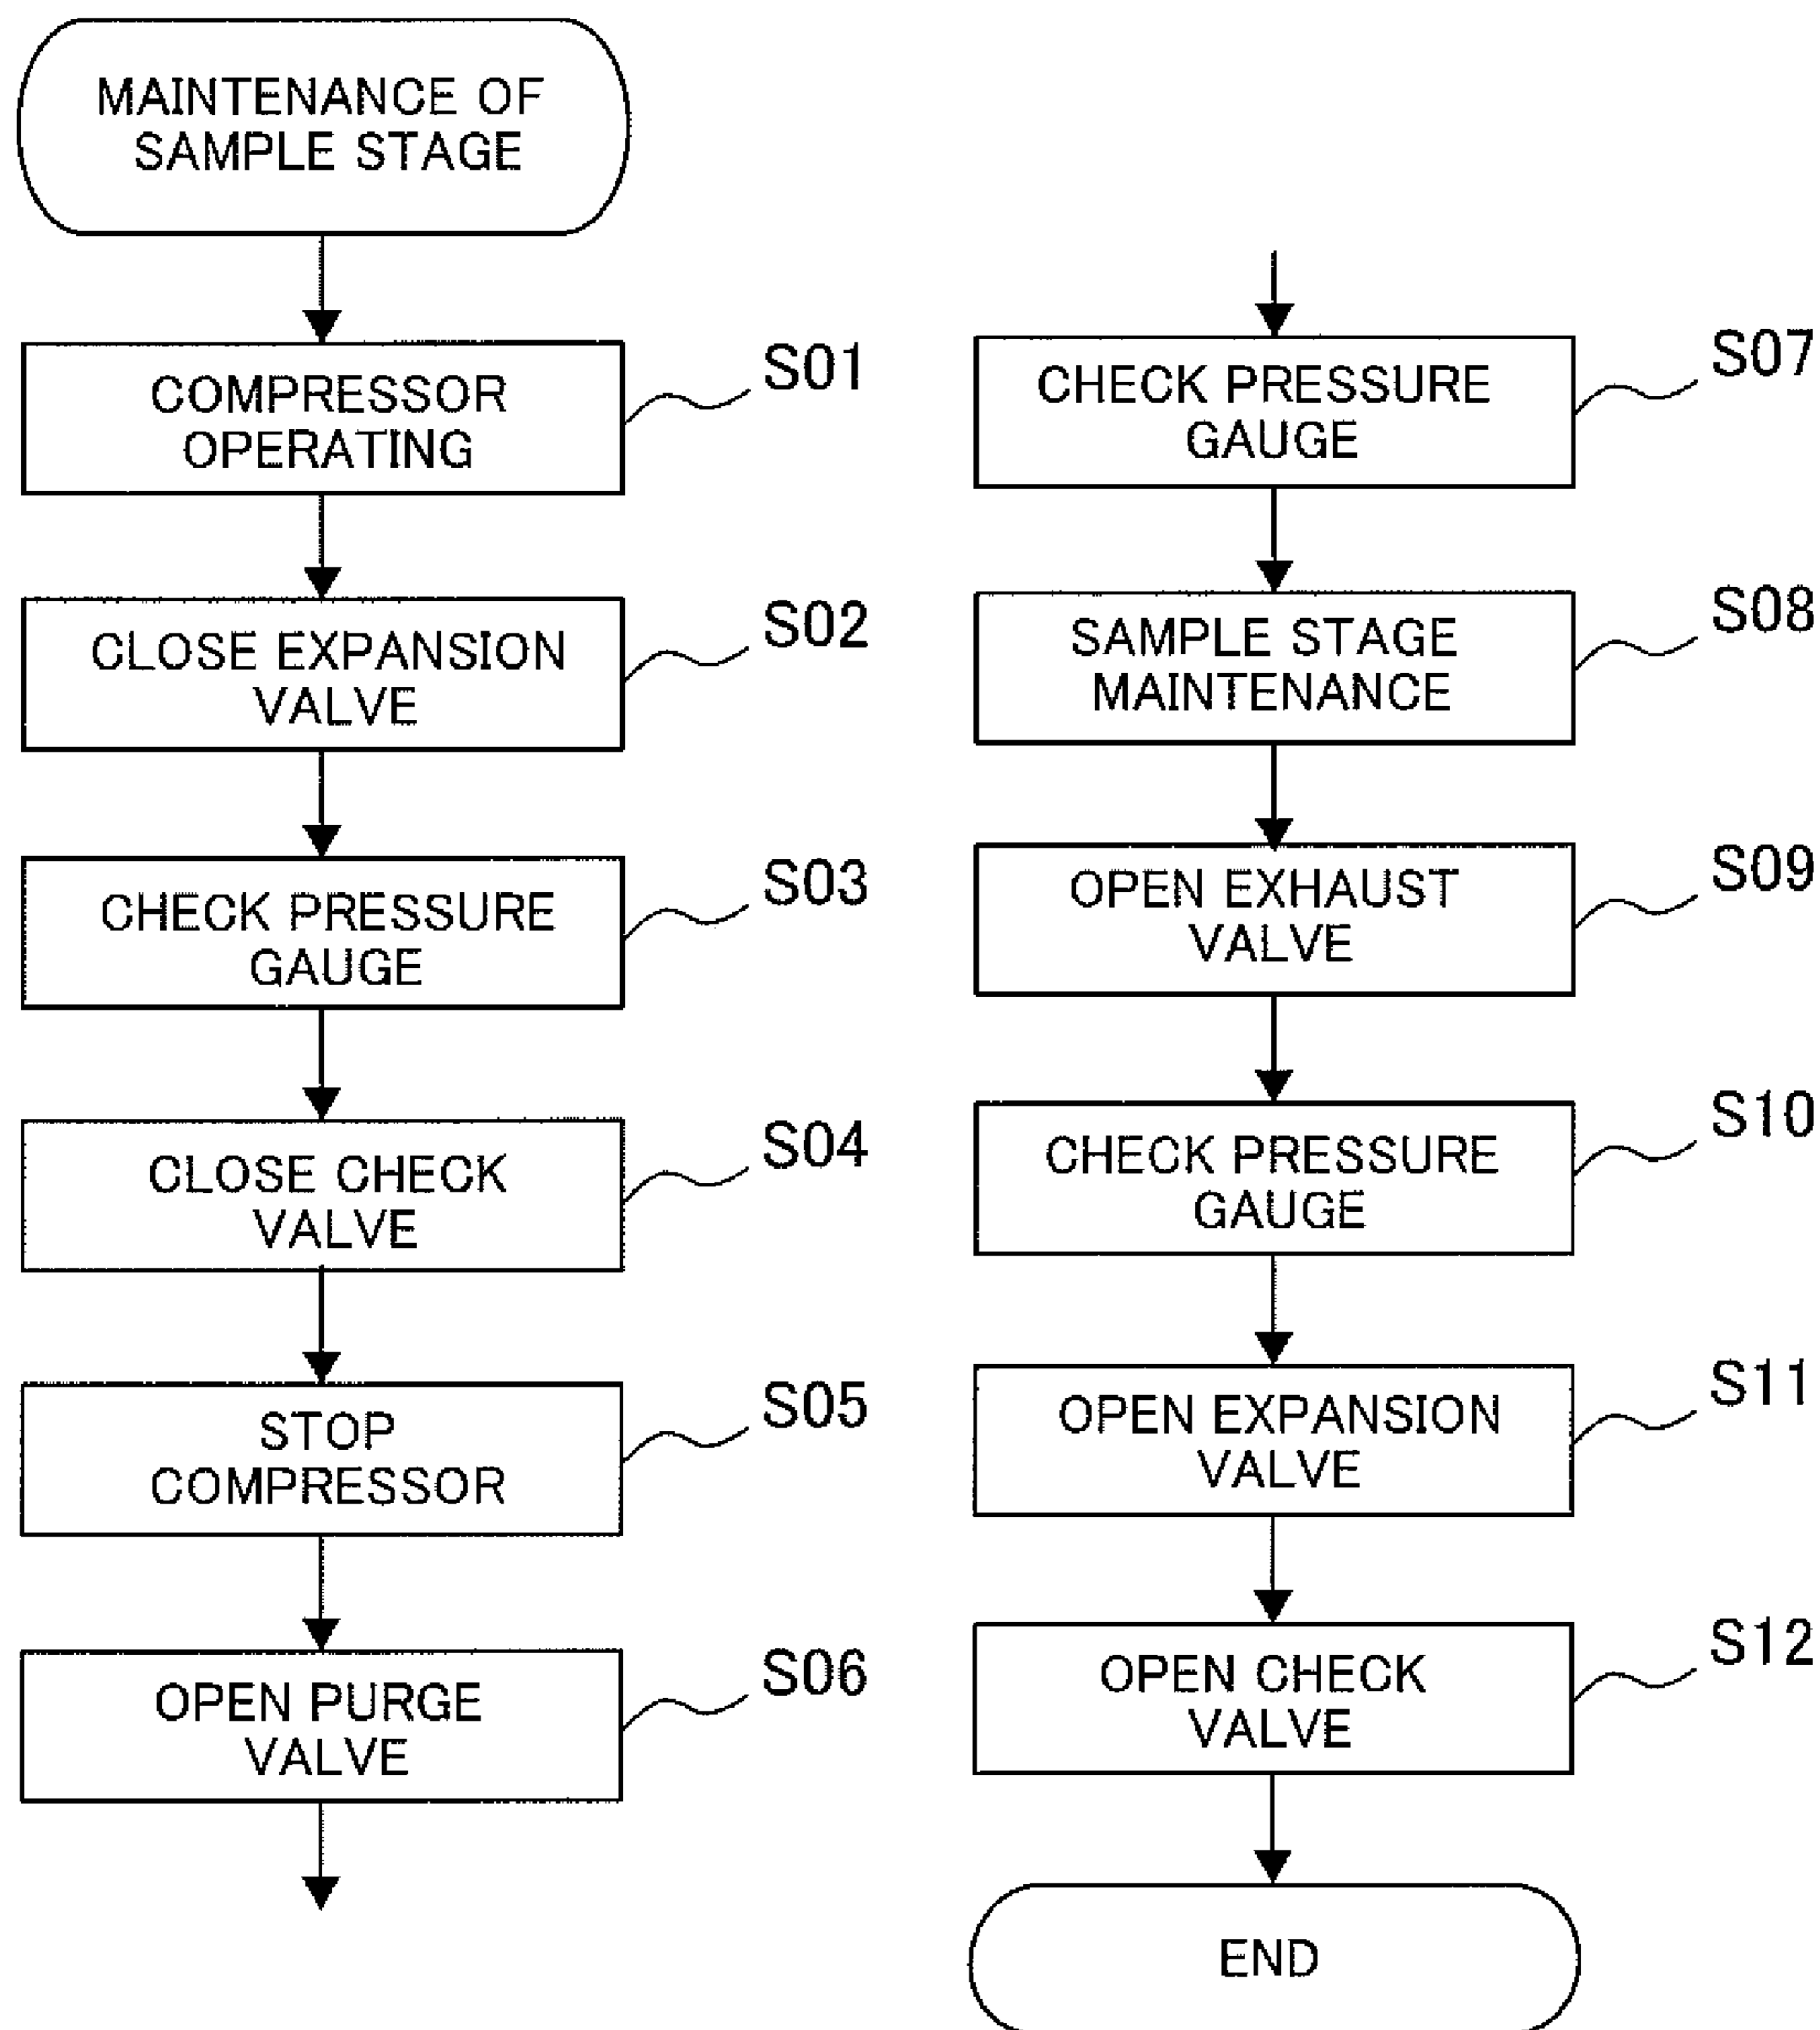 MAINTENANCE OF
SAMPLE STAGE
COMPRESSOR
OPERATING
S01
CLOSE EXPANSION
VALVE
S02
CHECK PRESSURE
GAUGE
S03
CLOSE CHECK
VALVE
S04
STOP
COMPRESSOR
S05
OPEN PURGE
VALVE
S06
CHECK PRESSURE
GAUGE
S07
SAMPLE STAGE
MAINTENANCE
S08
OPEN EXHAUST
VALVE
S09
CHECK PRESSURE
GAUGE
S10
OPEN EXPANSION
VALVE
S11
OPEN CHECK
VALVE
S12
END